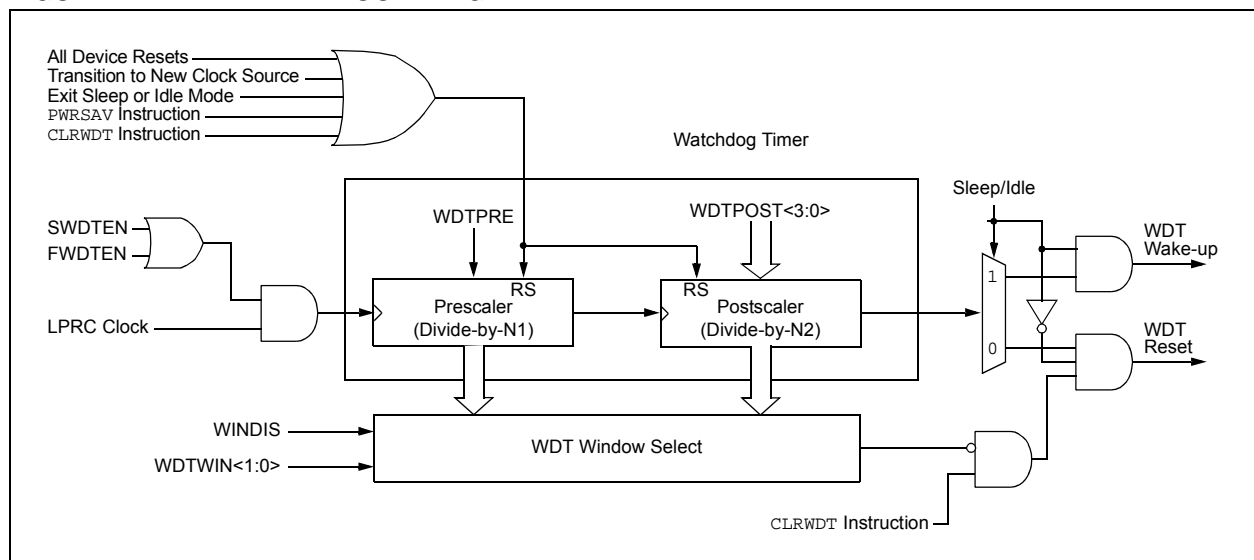 All Device Resets
Transition to New Clock Source
Exit Sleep or Idle Mode
PWRSAV Instruction
CLRWDT Instruction
Watchdog Timer
Sleep/Idle
WDTPRE
WDTPOST<3:0>
SWDTEN
FWDTEN
WDT
Wake-up
RS
RS
1
Prescaler
(Divide-by-N1)
Postscaler
(Divide-by-N2)
LPRC Clock
0
WDT
Reset
WINDIS
WDT Window Select
WDTWIN<1:0>
CLRWDT Instruction